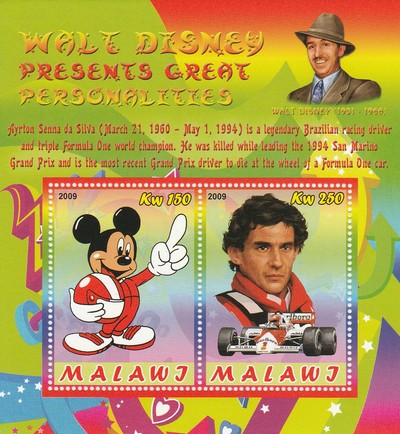 WALT DISNEY
PRESENTS GREAT
PERSONALITIES
WALT DISNEY 1901 - 1966.
Ayrton Senna da Silva (March 21, 1960 - May 1, 1994) is a legendary Brazilian racing driver
and triple Formula One world champion. He was killed while leading the 1994 San Marino
Grand Prix and is the most recent Grand Prix driver to die at the wheel of a Formula One car.
2009 Kw 150
2009 Kw 250
Marlboro
MALAWI
MALAWI